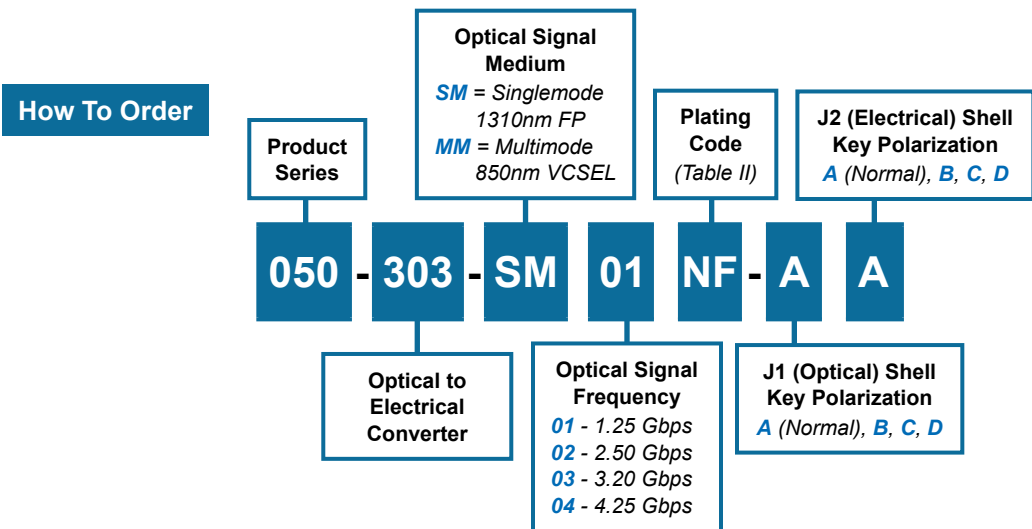 How To Order
Product
Series
Optical Signal
Medium
SM = Singlemode
1310nm FP
MM = Multimode
850nm VCSEL
Plating
Code
(Table II)
J2 (Electrical) Shell
Key Polarization
A (Normal), B, C, D
050 - 303 - SM 01 NF - A A
Optical to
Electrical
Converter
Optical Signal
Frequency
01 - 1.25 Gbps
02 - 2.50 Gbps
03 - 3.20 Gbps
04 - 4.25 Gbps
J1 (Optical) Shell
Key Polarization
A (Normal), B, C, D